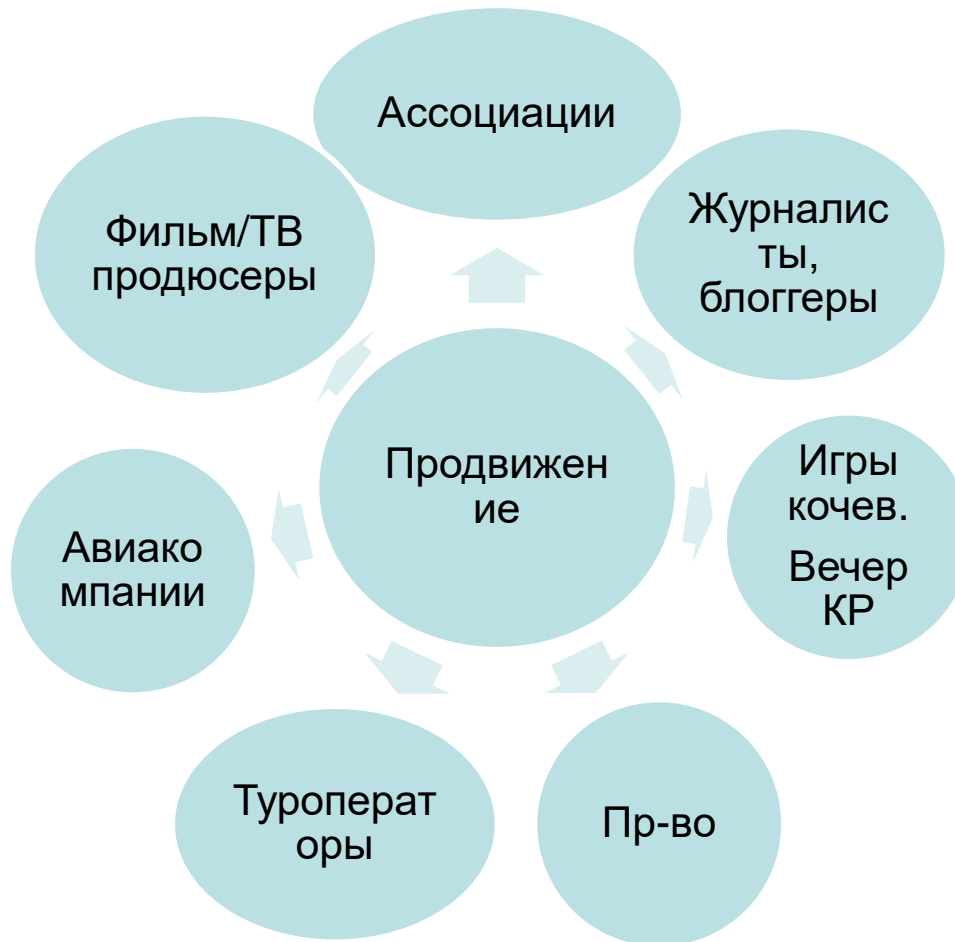 Ассоциации
Фильм/ТВ
продюсеры
Журналис
ты,
блоггеры
Продвижен
ие
Игры
кочев.
Вечер
КР
Авиако
мпании
Туроперат
оры
Пр-во